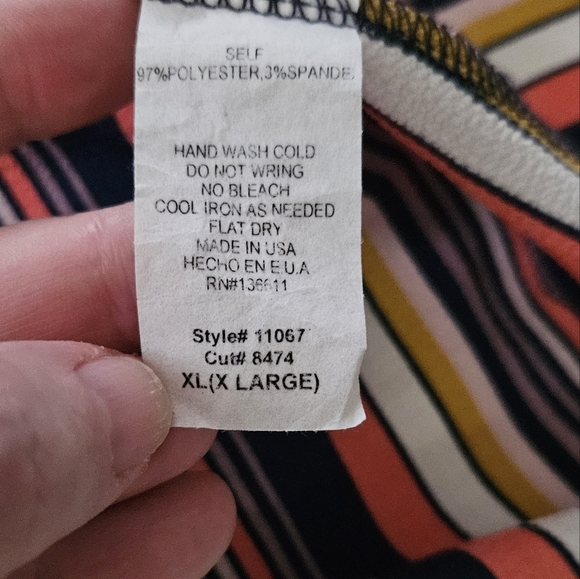 SELF
97%POLYESTER,3%SPANDE
HAND WASH COLD
DO NOT WRING
NO BLEACH
COOL IRON AS NEEDED
FLAT DRY
MADE IN USA
HECHO EN E.U.A
Style# 11067
Cut# 8474
XL(X LARGE)